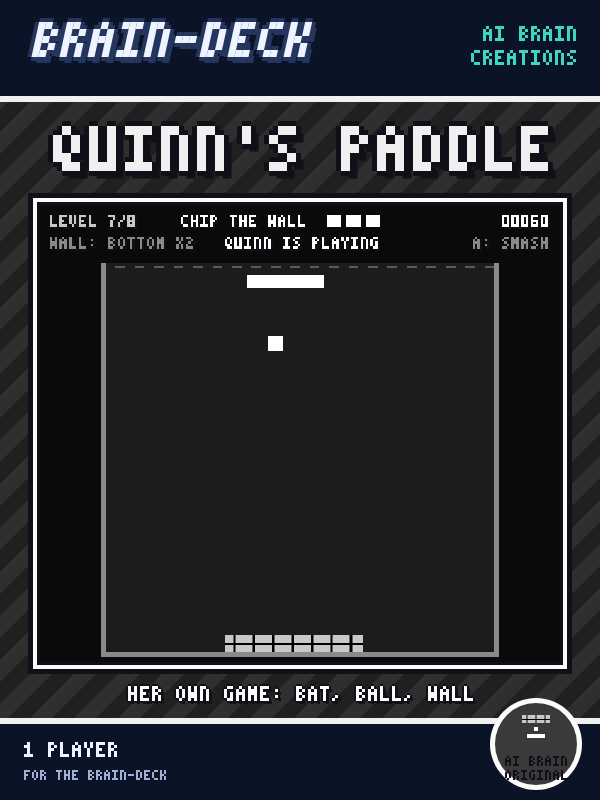 BRAIN-DECK
AI BRAIN
CREATIONS
QUINN'S PADDLE
LEVEL 7/8 CHIP THE WALL 00060
WALL: BOTTOM X2 QUINN IS PLAYING A: SMASH
HER OWN GAME: BAT, BALL, WALL
1 PLAYER
FOR THE BRAIN-DECK
AI BRAIN
ORIGINAL